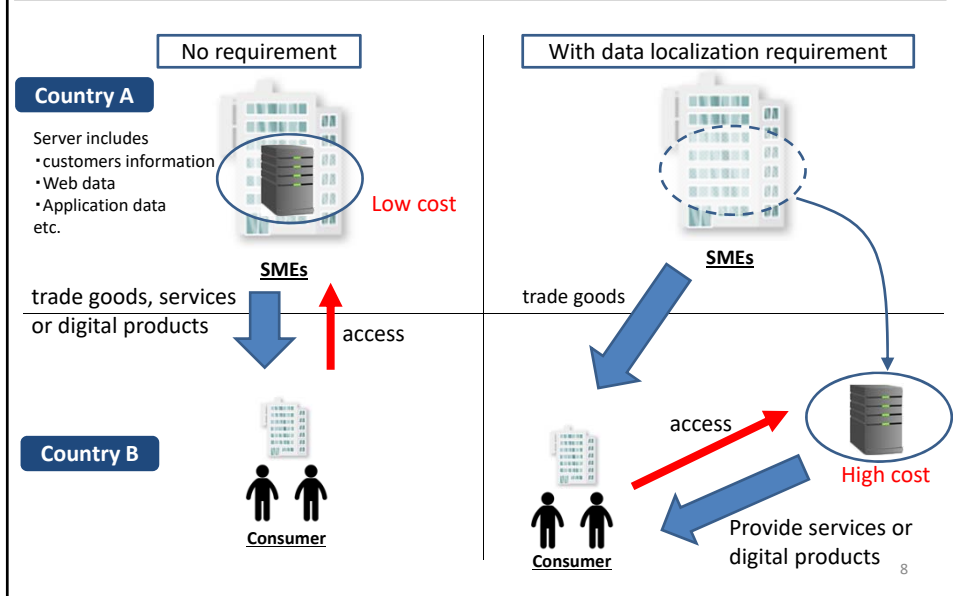 No requirement
With data localization requirement
Country A
Server includes
・customers information
・Web data
・Application data
etc.
Low cost
SMEs
SMEs
trade goods, services
or digital products
access
trade goods
Country B
Consumer
access
High cost
Consumer
Provide services or
digital products
8